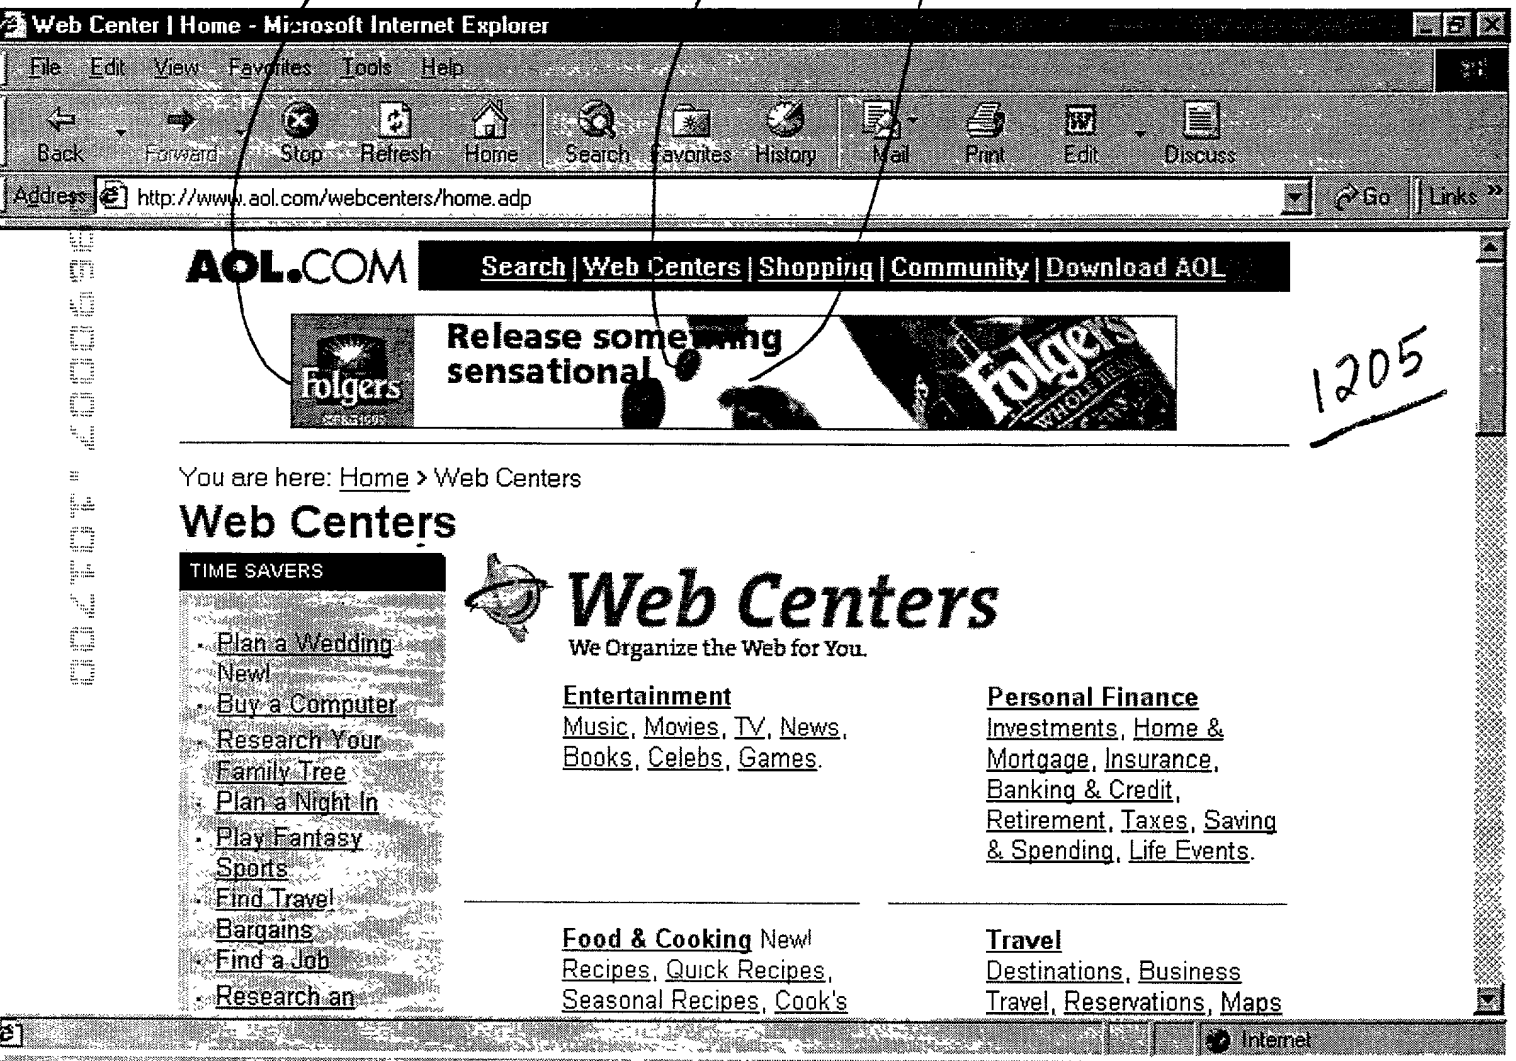 Web Center | Home - Microsoft Internet Explorer
File Edit View Favorites Tools Help
Back Forward Stop Refresh Home Search Favorites History Mail Print Edit Discuss
Address http://www.aol.com/webcenters/home.adp Go Links »
AOL.COM Search | Web Centers | Shopping | Community | Download AOL
Release something
sensational
Folgers
Folgers
WHOLE BEAN
1205
You are here: Home > Web Centers
Web Centers
TIME SAVERS
· Plan a Wedding
New!
· Buy a Computer
· Research Your
Family Tree
· Plan a Night In
· Play Fantasy
Sports
· Find Travel
Bargains
· Find a Job
· Research an
Web Centers
We Organize the Web for You.
Entertainment
Music, Movies, TV, News,
Books, Celebs, Games.
Personal Finance
Investments, Home &
Mortgage, Insurance,
Banking & Credit,
Retirement, Taxes, Saving
& Spending, Life Events.
Food & Cooking New!
Recipes, Quick Recipes,
Seasonal Recipes, Cook's
Travel
Destinations, Business
Travel, Reservations, Maps
Internet